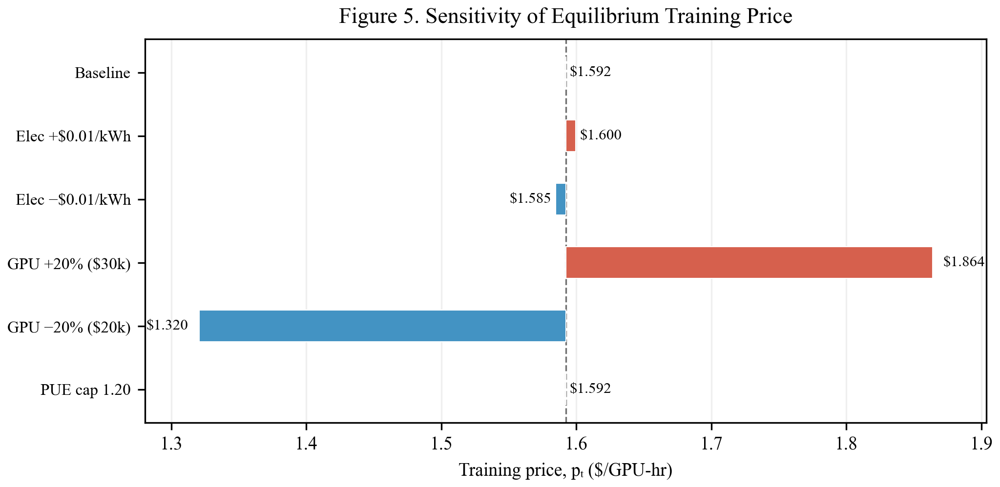 Figure 5. Sensitivity of Equilibrium Training Price
Baseline
$1.592
Elec +$0.01/kWh
$1.600
Elec −$0.01/kWh
$1.585
GPU +20% ($30k)
$1.864
GPU −20% ($20k)
$1.320
PUE cap 1.20
$1.592
1.3 1.4 1.5 1.6 1.7 1.8 1.9
Training price, pₜ ($/GPU-hr)